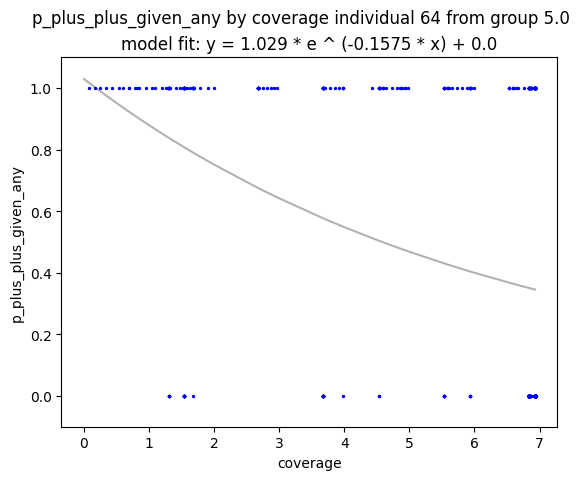 p_plus_plus_given_any by coverage individual 64 from group 5.0
model fit: y = 1.029 * e ^ (-0.1575 * x) + 0.0
1.0
0.8
0.6
0.4
0.2
0.0
p_plus_plus_given_any
0 1 2 3 4 5 6 7
coverage